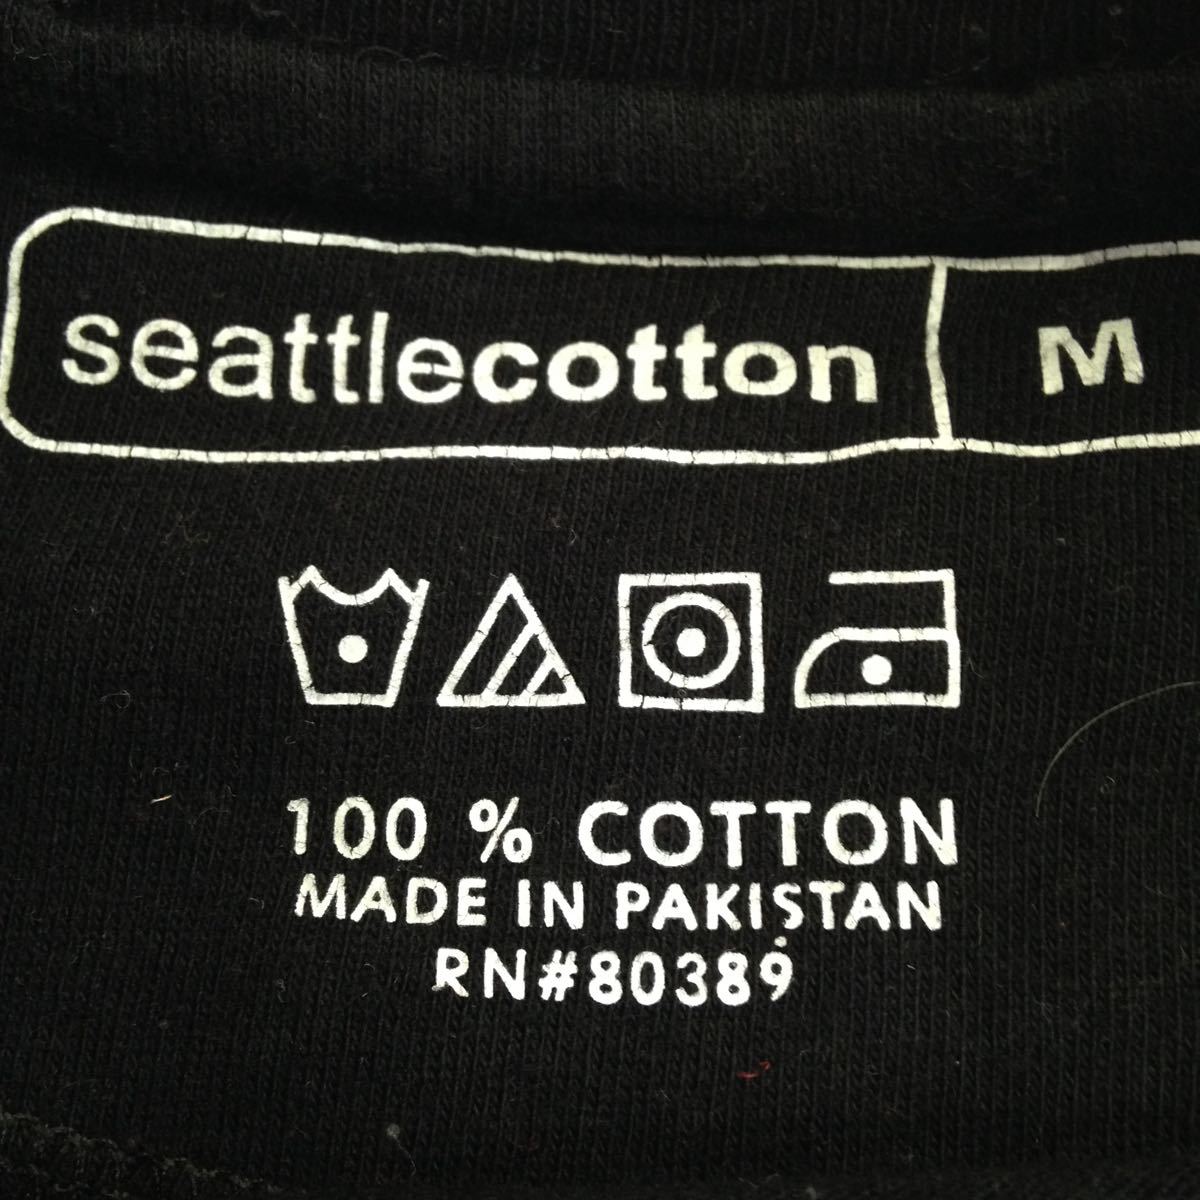 seattlecotton M
100 % COTTON
MADE IN PAKISTAN
RN#80389